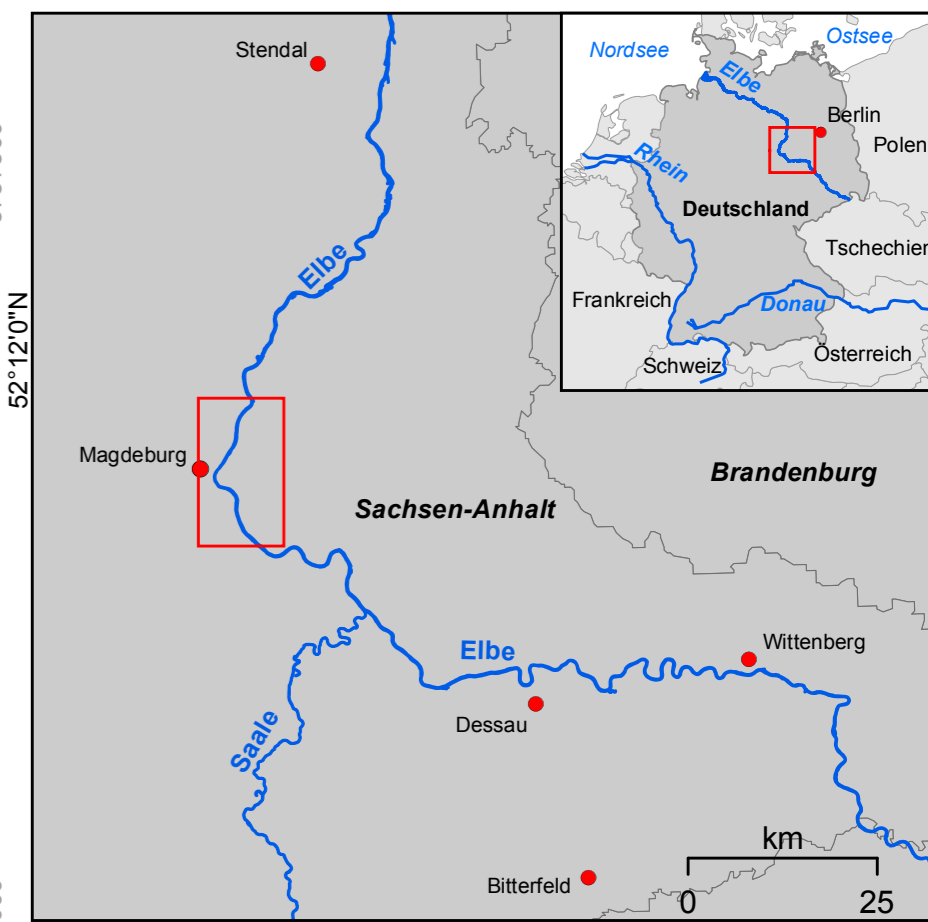 Stendal
Nordsee
Ostsee
Elbe
Berlin
Polen
Rhein
Deutschland
Tschechien
Frankreich
Donau
Schweiz
Österreich
Elbe
52°12'0"N
Magdeburg
Sachsen-Anhalt
Brandenburg
Elbe
Wittenberg
Dessau
Saale
km
Bitterfeld
0
25